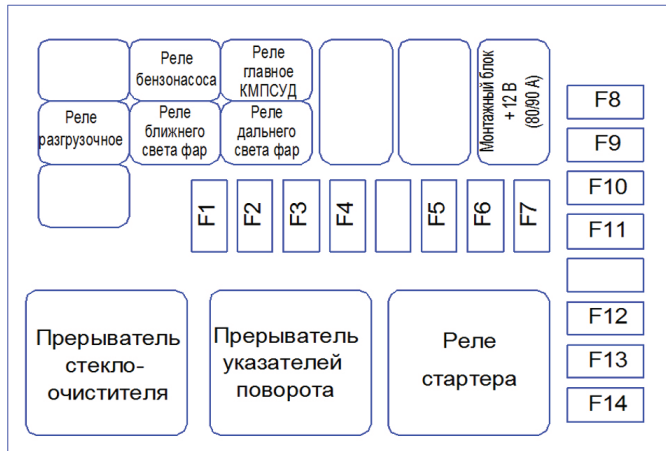 Реле
бензонасоса
Реле
главное
КМПСУД
Монтажный блок
+ 12 В
(80/90 А)
Реле
разгрузочное
Реле
ближнего
света фар
Реле
дальнего
света фар
F8
F9
F10
F11
F1
F2
F3
F4
F5
F6
F7
F12
F13
F14
Прерыватель
стекло-
очистителя
Прерыватель
указателей
поворота
Реле
стартера